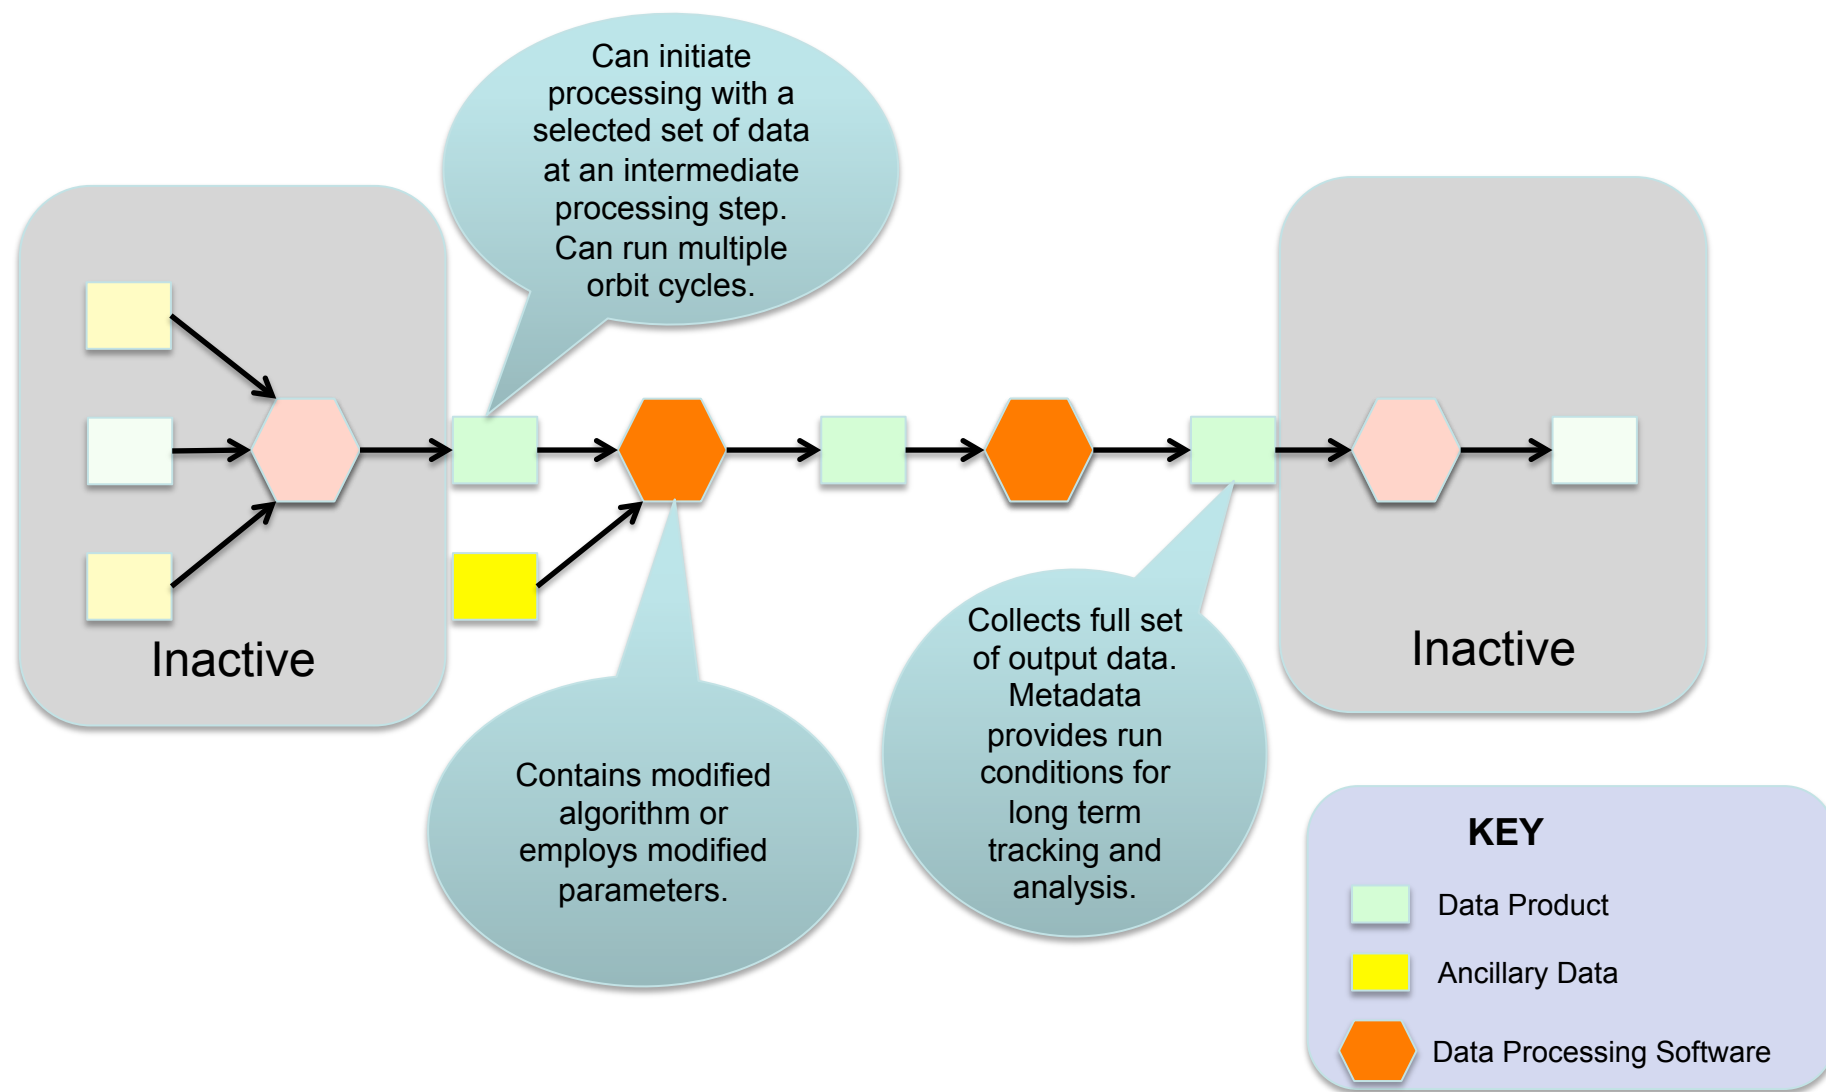 Can initiate
processing with a
selected set of data
at an intermediate
processing step.
Can run multiple
orbit cycles.
Inactive
Contains modified
algorithm or
employs modified
parameters.
Collects full set
of output data.
Metadata
provides run
conditions for
long term
tracking and
analysis.
Inactive
KEY
Data Product
Ancillary Data
Data Processing Software